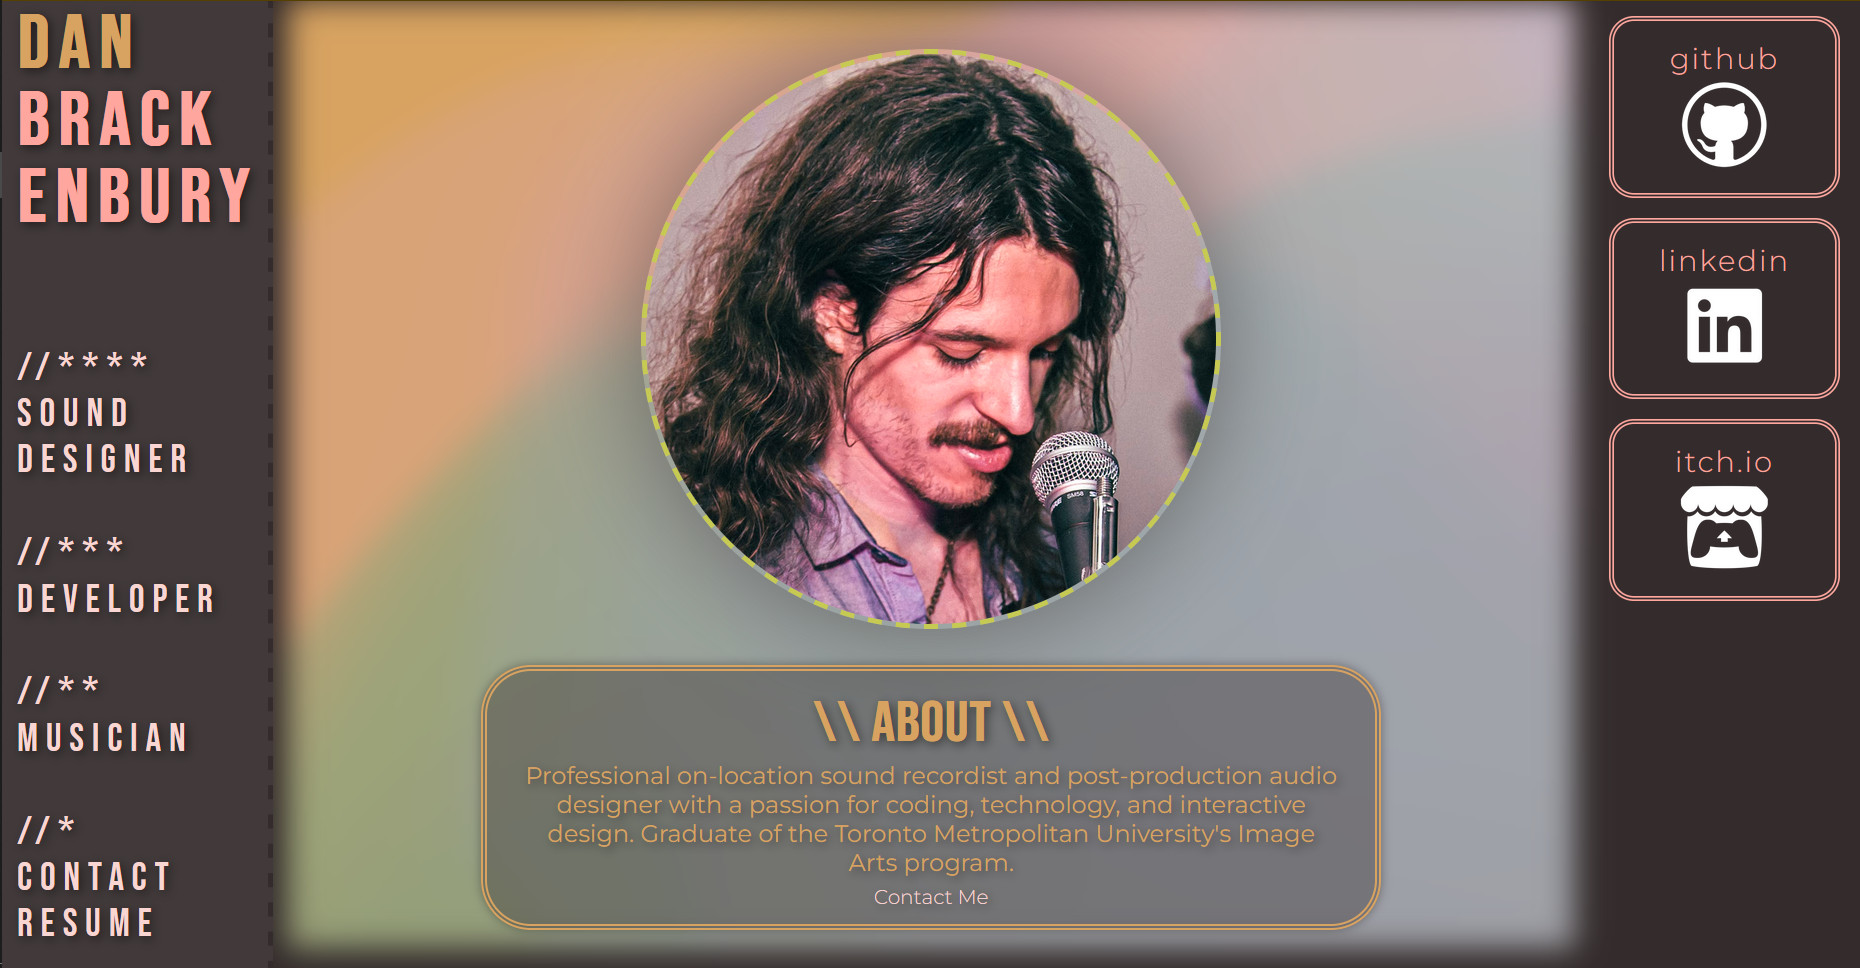 DAN
BRACK
ENBURY
//****
SOUND
DESIGNER
//***
DEVELOPER
//**
MUSICIAN
//*
CONTACT
RESUME
\\ ABOUT \\
Professional on-location sound recordist and post-production audio
designer with a passion for coding, technology, and interactive
design. Graduate of the Toronto Metropolitan University's Image
Arts program.
Contact Me
github
linkedin
in
itch.io
SM58